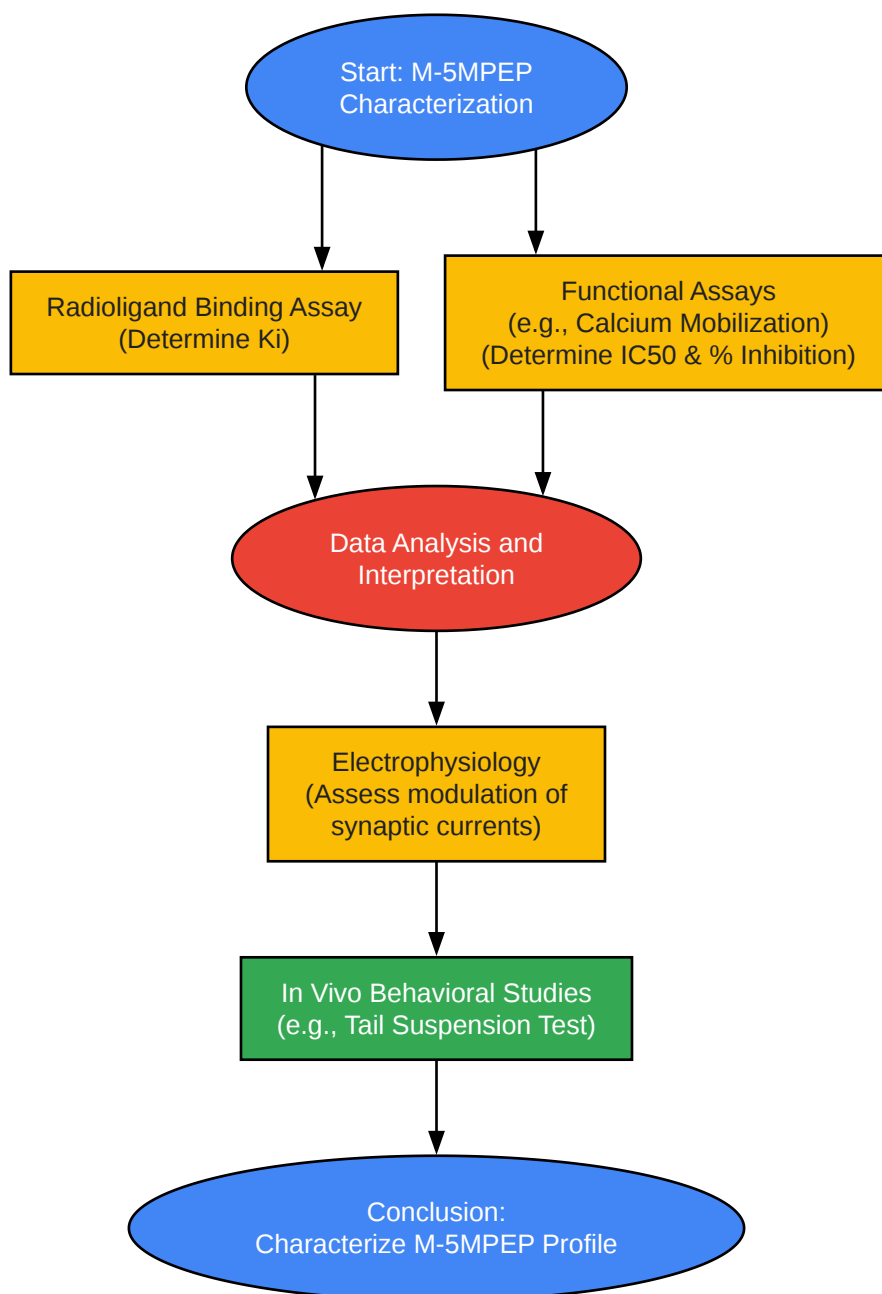 Start: M-5MPEP
Characterization
Radioligand Binding Assay
(Determine Ki)
Functional Assays
(e.g., Calcium Mobilization)
(Determine IC50 & % Inhibition)
Data Analysis and
Interpretation
Electrophysiology
(Assess modulation of
synaptic currents)
In Vivo Behavioral Studies
(e.g., Tail Suspension Test)
Conclusion:
Characterize M-5MPEP Profile